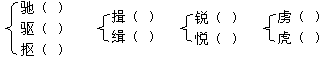 驰（ ）
驱（ ）
抠（ ）
揖（ ）
缉（ ）
锐（ ）
悦（ ）
虏（ ）
虎（ ）